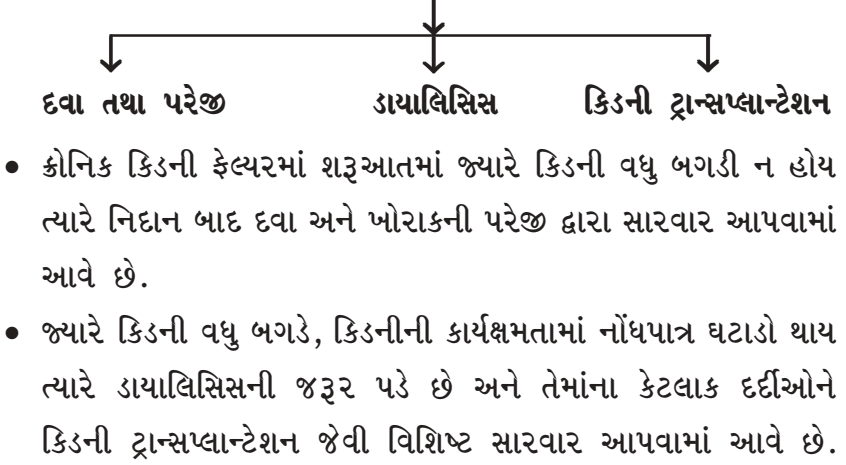 દવા તથા પરેજી ડાયાલિસિસ કિડની ટ્રાન્સપ્લાન્ટેશન
• ક્રોનિક કિડની ફેલ્યરમાં શરૂઆતમાં જ્યારે કિડની વધુ બગડી ન હોય
ત્યારે નિદાન બાદ દવા અને ખોરાકની પરેજી દ્વારા સારવાર આપવામાં
આવે છે.
• જ્યારે કિડની વધુ બગડે, કિડનીની કાર્યક્ષમતામાં નોંધપાત્ર ઘટાડો થાય
ત્યારે ડાયાલિસિસની જરૂર પડે છે અને તેમાંના કેટલાક દર્દીઓને
કિડની ટ્રાન્સપ્લાન્ટેશન જેવી વિશિષ્ટ સારવાર આપવામાં આવે છે.